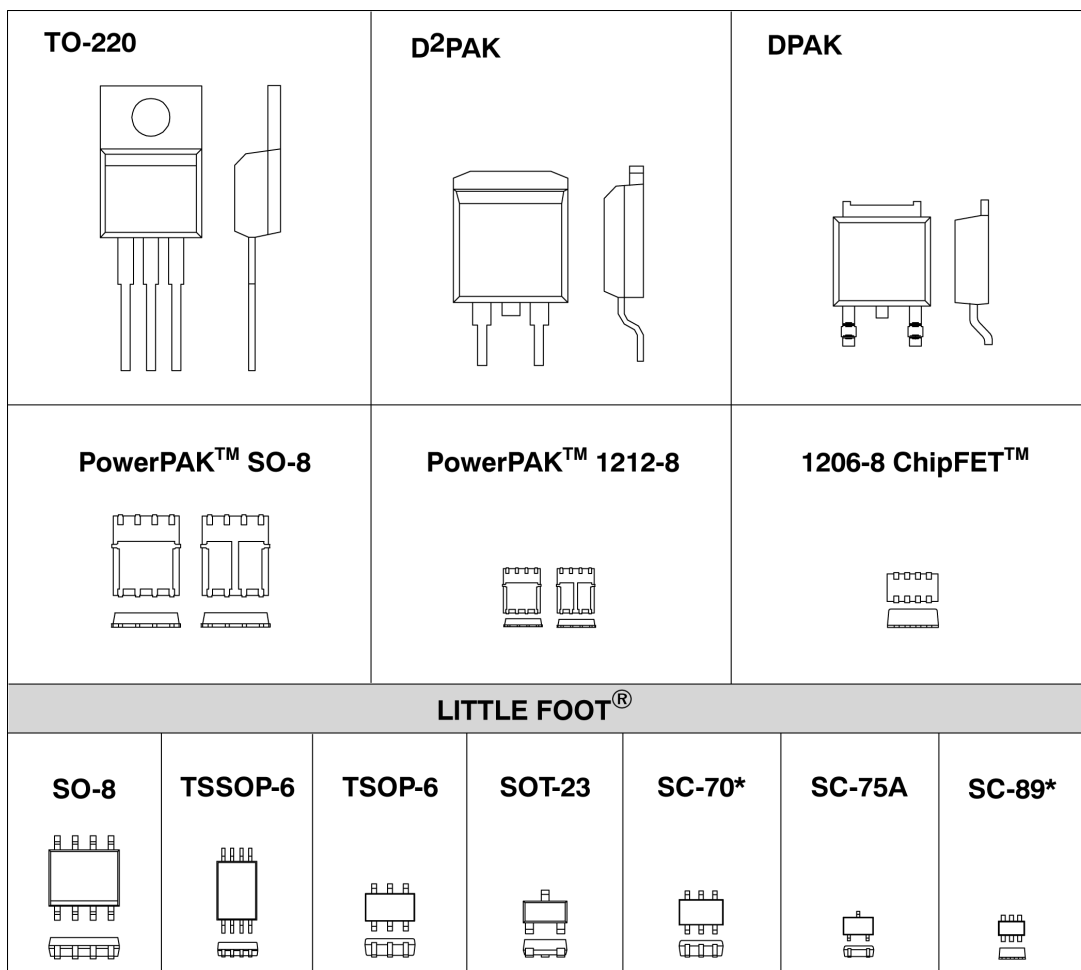 TO-220
D²PAK
DPAK
PowerPAK™ SO-8
PowerPAK™ 1212-8
1206-8 ChipFET™
LITTLE FOOT®
SO-8
TSSOP-6
TSOP-6
SOT-23
SC-70*
SC-75A
SC-89*